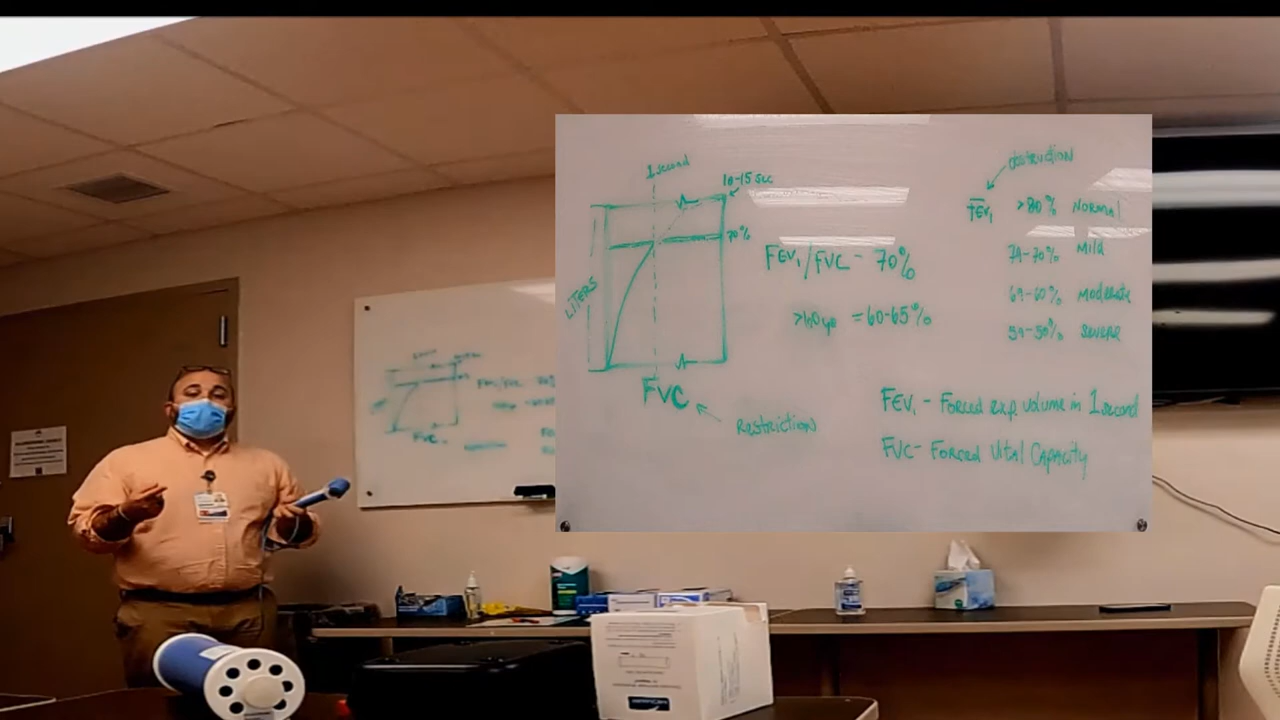 1 second
10-15 sec
70%
LITERS
FVC
Restriction
FEV1/FVC - 70%
>60yo = 60-65%
obstruction
FEV1 >80% Normal
79-70% Mild
69-60% Moderate
59-50% severe
FEV1 - Forced exp. volume in 1 second
FVC - Forced Vital Capacity